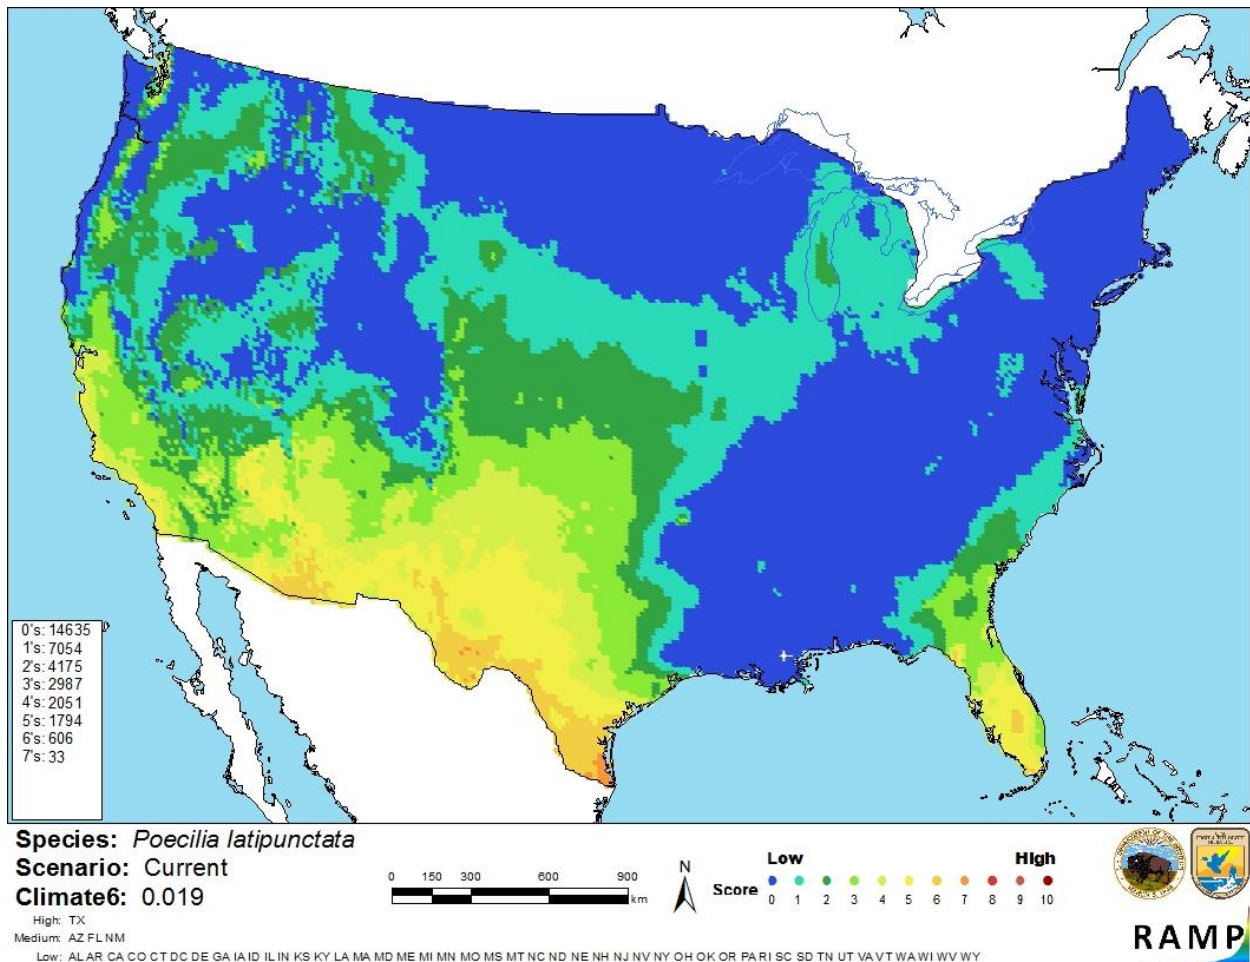 0's: 14635
1's: 7054
2's: 4175
3's: 2987
4's: 2051
5's: 1794
6's: 606
7's: 33
Species: Poecilia latipunctata
Scenario: Current
Climate6: 0.019
High: TX
Medium: AZ FL NM
Low: AL AR CA CO CT DC DE GA IA ID IL IN KS KY LA MA MD ME MI MN MO MS MT NC ND NE NH NJ NV NY OH OK OR PA RI SC SD TN UT VA VT WA WI WV WY
0 150 300 600 900
km
N
Low High
Score
0 1 2 3 4 5 6 7 8 9 10
RAMP